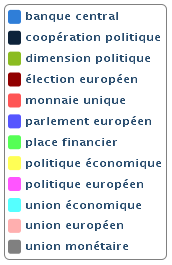 banque central
coopération politique
dimension politique
élection européen
monnaie unique
parlement européen
place financier
politique économique
politique européen
union économique
union européen
union monétaire